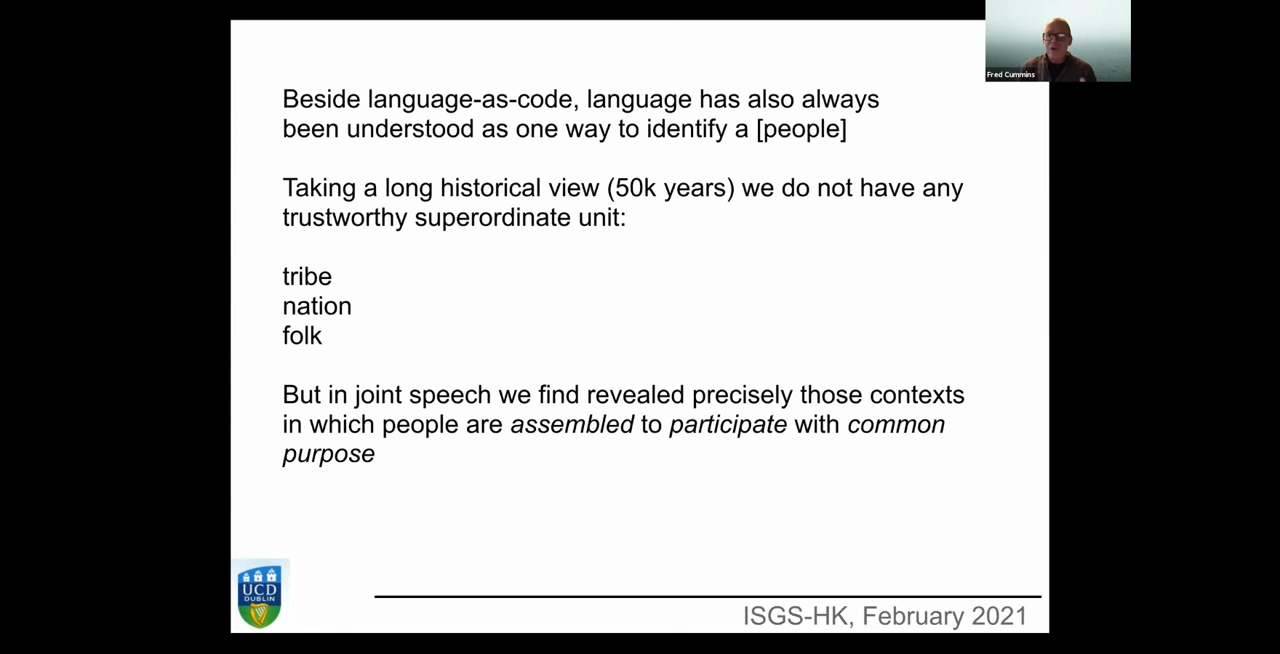 Fred Cummins
Beside language-as-code, language has also always
been understood as one way to identify a [people]
Taking a long historical view (50k years) we do not have any
trustworthy superordinate unit:
tribe
nation
folk
But in joint speech we find revealed precisely those contexts
in which people are assembled to participate with common
purpose
UCD
DUBLIN
ISGS-HK, February 2021